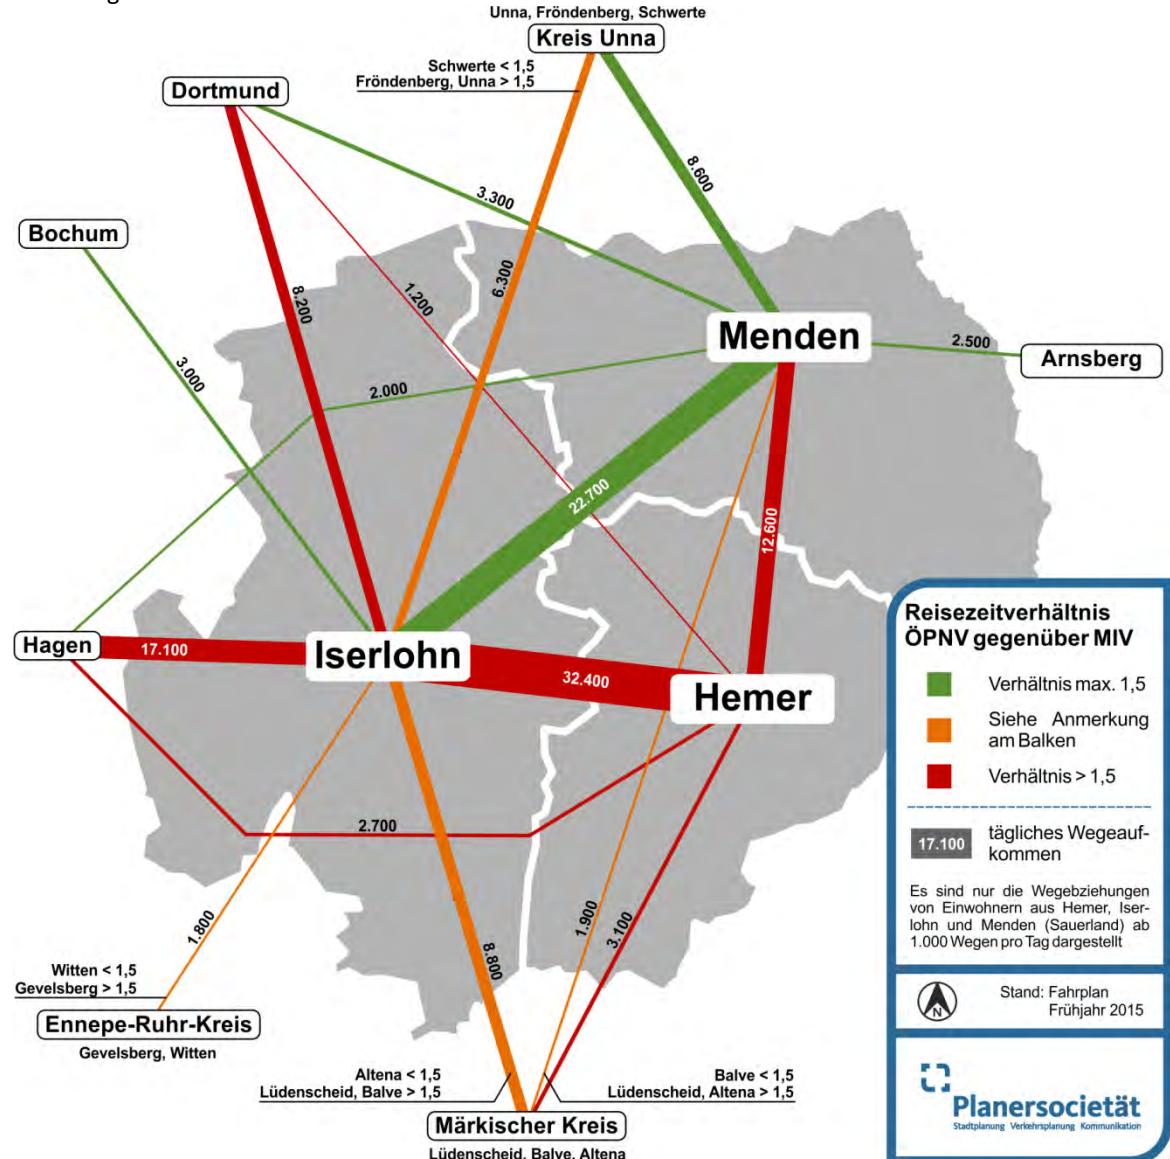 Unna, Fröndenberg, Schwerte
Kreis Unna
Schwerte < 1,5
Fröndenberg, Unna > 1,5
Dortmund
8.600
3.300
Bochum
6.300
8.200
1.200
Menden
2.500
Arnsberg
3.000
2.000
22.700
12.600
Hagen
17.100
Iserlohn
32.400
Hemer
2.700
1.800
8.800
1.900
3.100
Witten < 1,5
Gevelsberg > 1,5
Ennepe-Ruhr-Kreis
Gevelsberg, Witten
Altena < 1,5
Lüdenscheid, Balve > 1,5
Balve < 1,5
Lüdenscheid, Altena > 1,5
Märkischer Kreis
Lüdenscheid, Balve, Altena
Reisezeitverhältnis
ÖPNV gegenüber MIV
Verhältnis max. 1,5
Siehe Anmerkung
am Balken
Verhältnis > 1,5
17.100
tägliches Wegeauf-
kommen
Es sind nur die Wegebziehungen
von Einwohnern aus Hemer, Iser-
lohn und Menden (Sauerland) ab
1.000 Wegen pro Tag dargestellt
N
Stand: Fahrplan
Frühjahr 2015
Planersocietät
Stadtplanung Verkehrsplanung Kommunikation